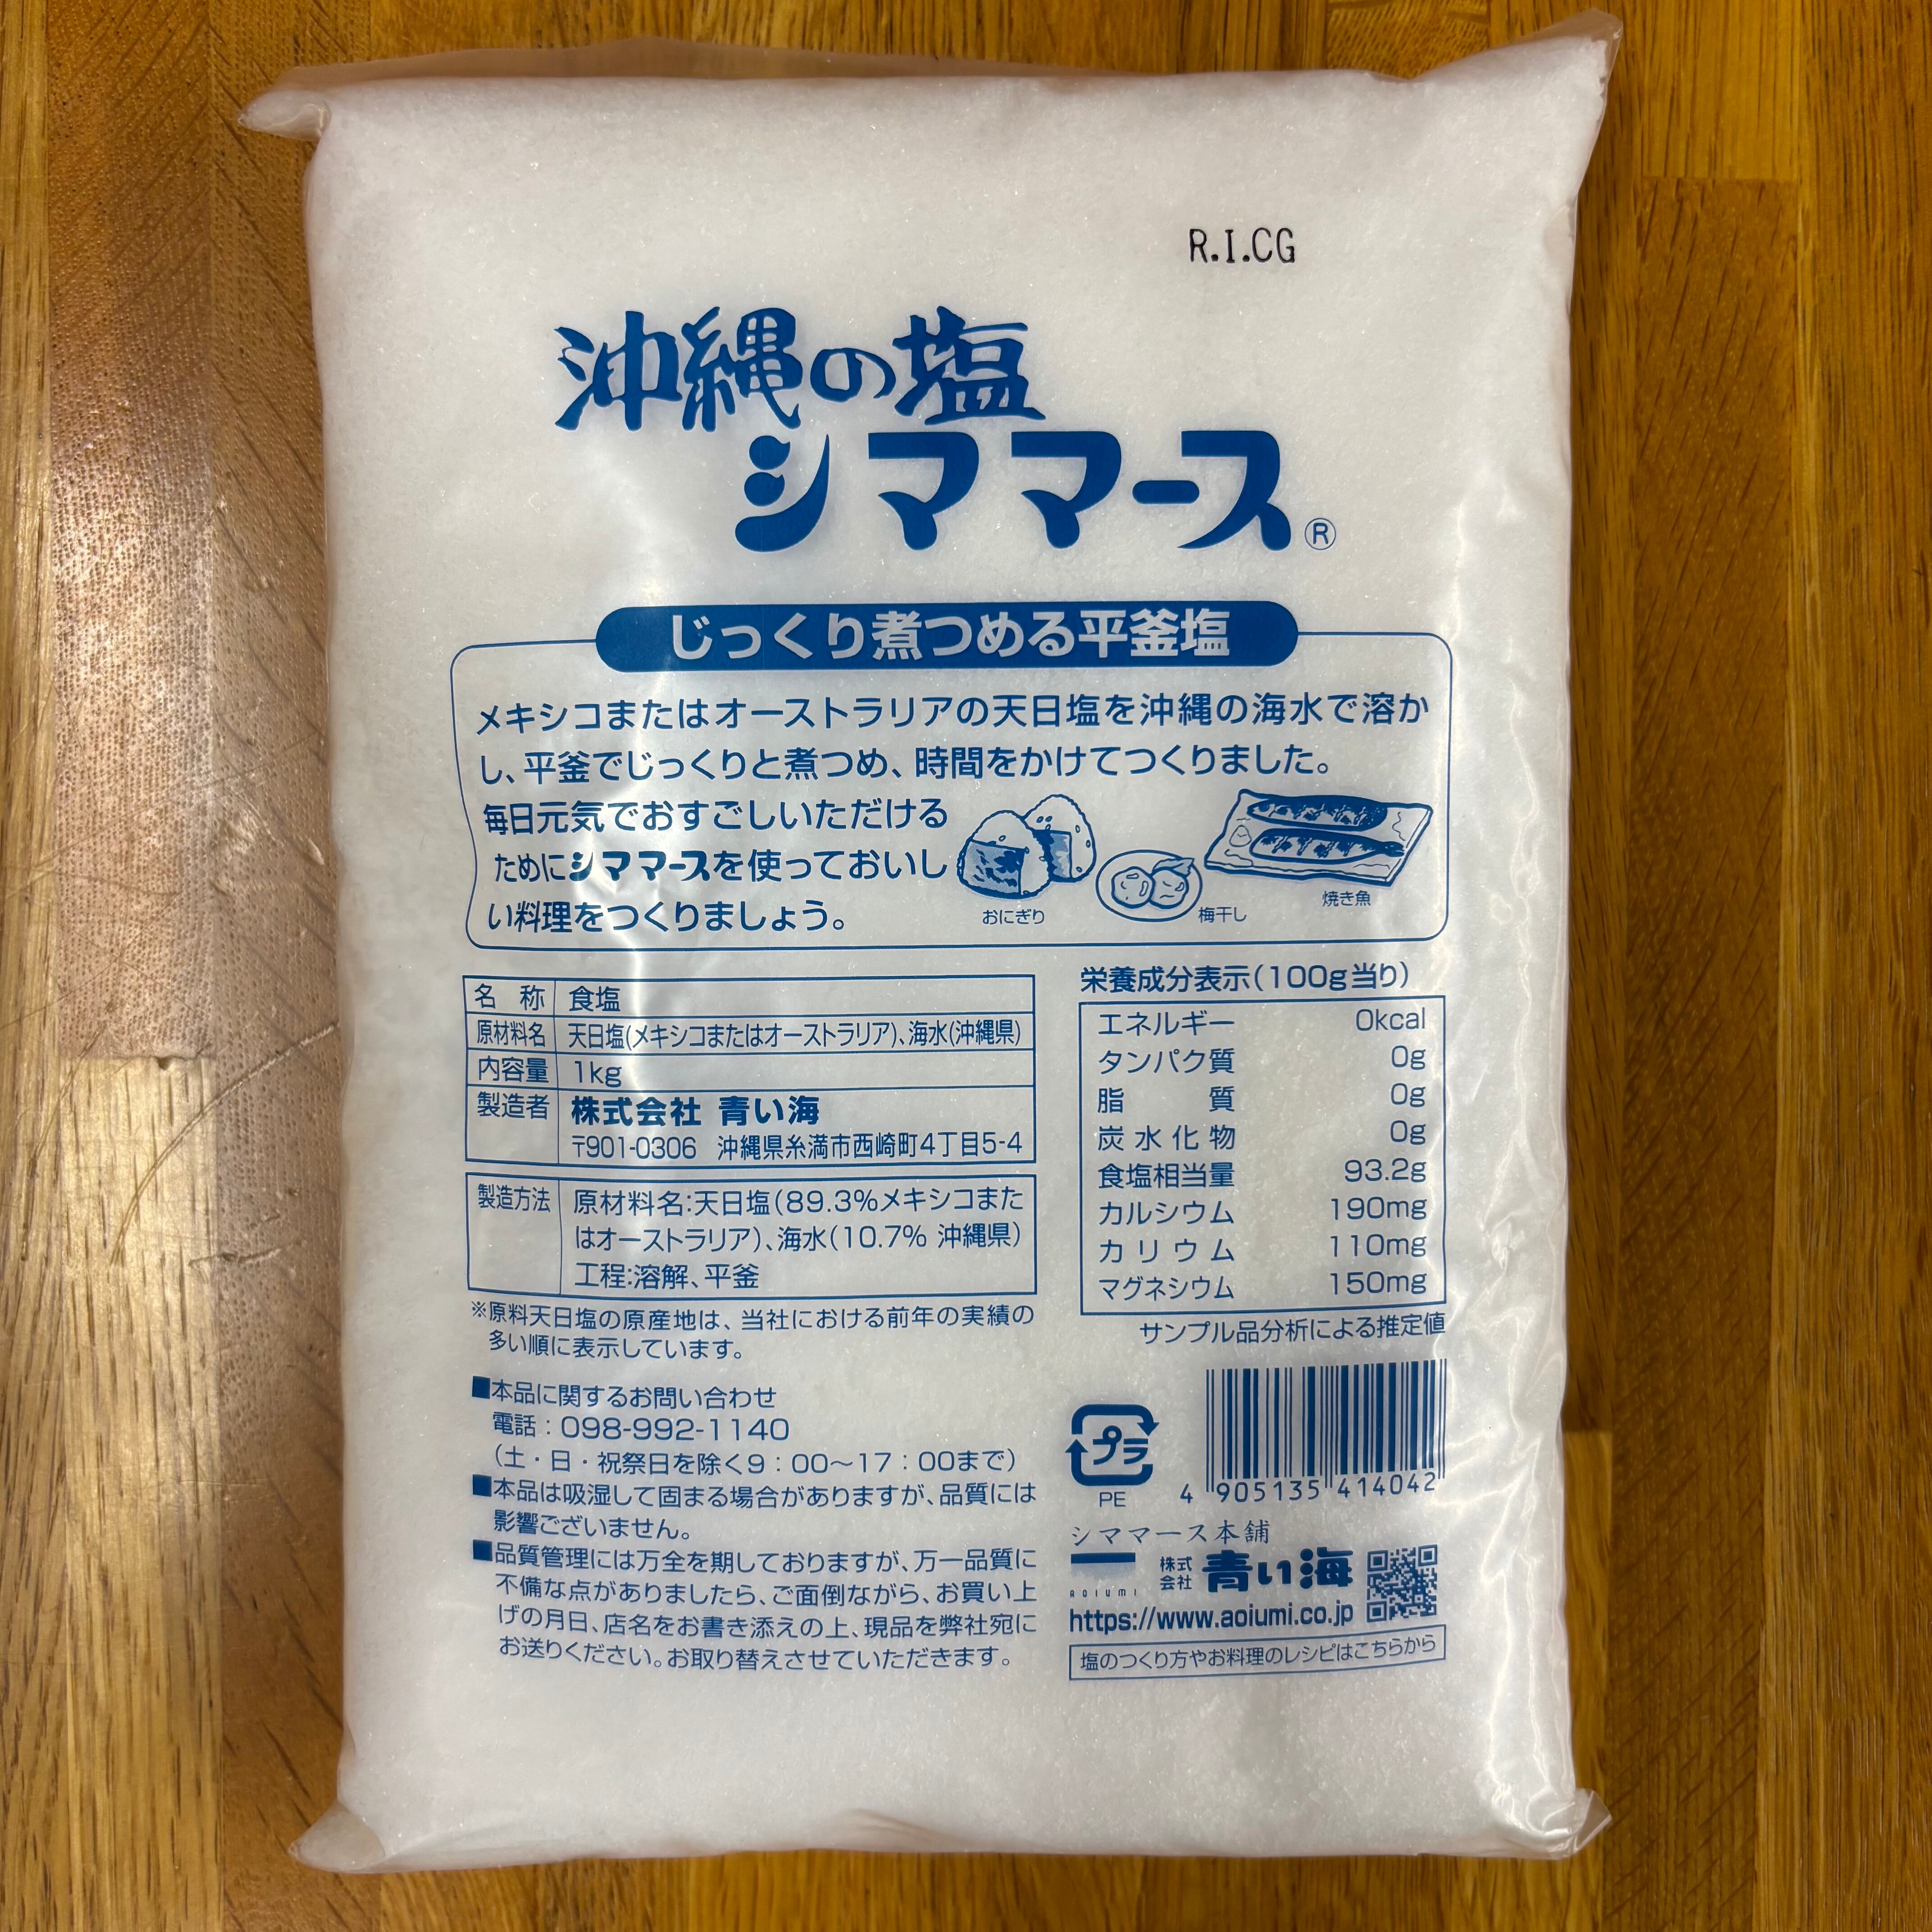 R.I.CG
沖縄の塩
シママース®
じっくり煮つめる平釜塩
メキシコまたはオーストラリアの天日塩を沖縄の海水で溶か
し、平釜でじっくりと煮つめ、時間をかけてつくりました。
毎日元気でおすごしいただける
ためにシママースを使っておいし
い料理をつくりましょう。
おにぎり
梅干し
焼き魚
名 称 食塩
原材料名 天日塩(メキシコまたはオーストラリア)、海水(沖縄県)
内容量 1kg
製造者 株式会社 青い海
〒901-0306 沖縄県糸満市西崎町4丁目5-4
製造方法 原材料名:天日塩(89.3%メキシコまた
はオーストラリア)、海水(10.7% 沖縄県)
工程:溶解、平釜
※原料天日塩の原産地は、当社における前年の実績の
多い順に表示しています。
■本品に関するお問い合わせ
電話:098-992-1140
(土・日・祝祭日を除く9:00～17:00まで)
■本品は吸湿して固まる場合がありますが、品質には
影響ございません。
■品質管理には万全を期しておりますが、万一品質に
不備な点がありましたら、ご面倒ながら、お買い上
げの月日、店名をお書き添えの上、現品を弊社宛に
お送りください。お取り替えさせていただきます。
栄養成分表示(100g当り)
エネルギー 0kcal
タンパク質 0g
脂 質 0g
炭水化物 0g
食塩相当量 93.2g
カルシウム 190mg
カリウム 110mg
マグネシウム 150mg
サンプル品分析による推定値
プラ
PE
4 905135 414042
シママース本舗
AOIUMI
株式会社 青い海
https://www.aoiumi.co.jp
塩のつくり方やお料理のレシピはこちらから